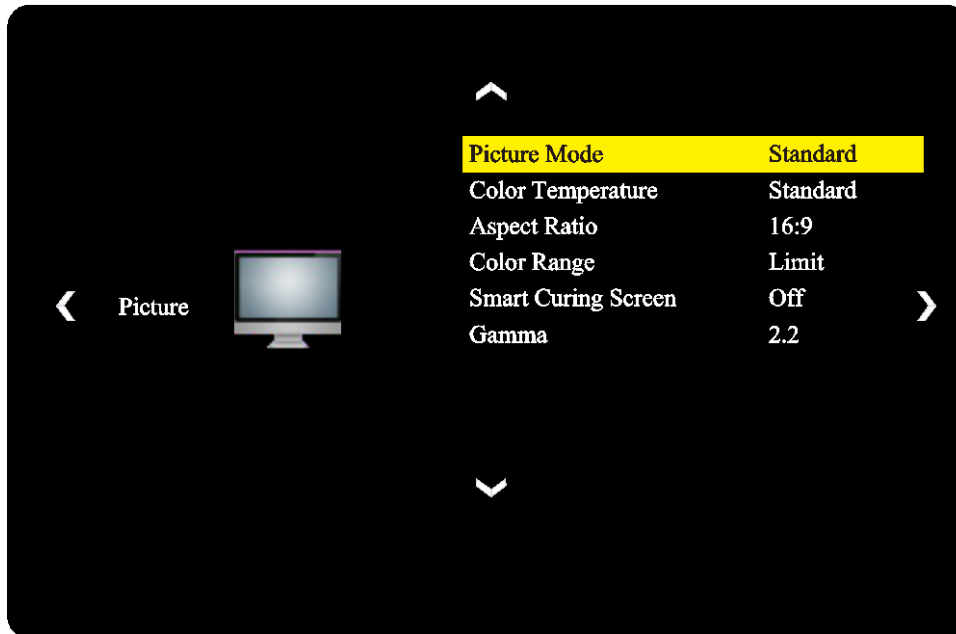 Picture
Picture Mode Standard
Color Temperature Standard
Aspect Ratio 16:9
Color Range Limit
Smart Curing Screen Off
Gamma 2.2